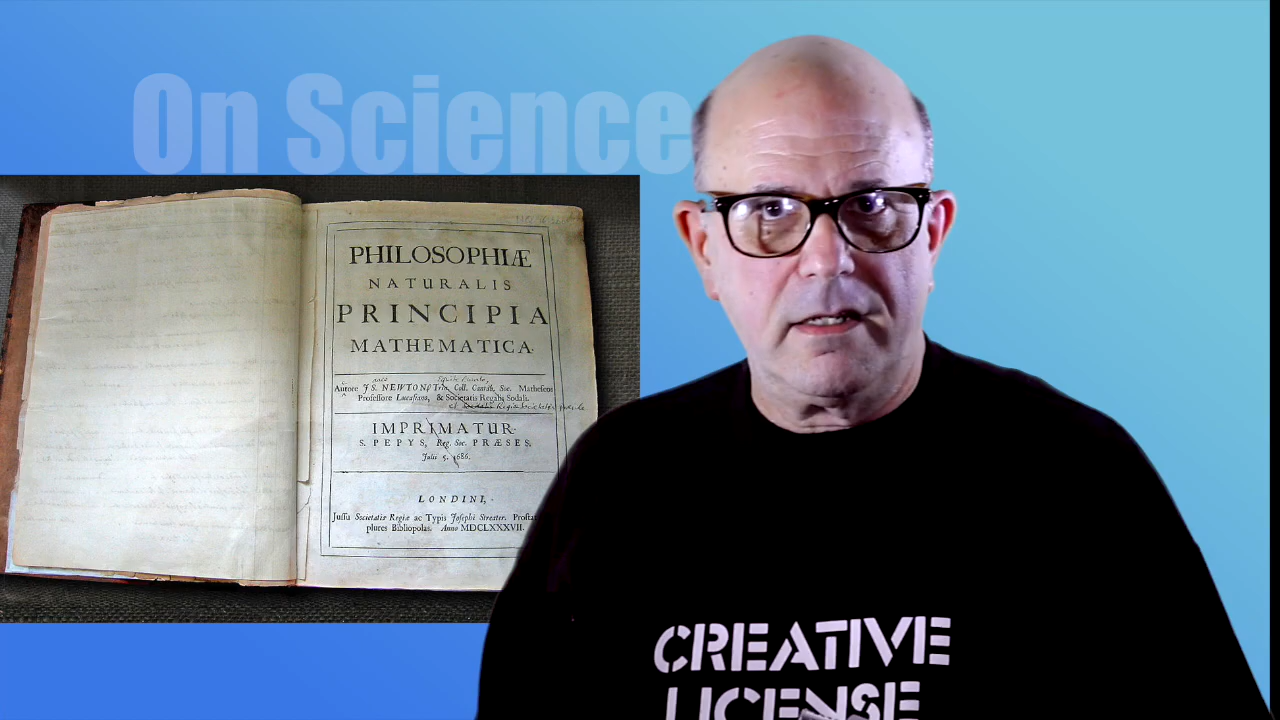 On Science
PHILOSOPHIÆ
NATURALIS
PRINCIPIA
MATHEMATICA.
Autore JS. NEWTON, Trin. Coll. Cantab. Soc. Matheseos
Professore Lucasiano, & Societatis Regalis Sodali.
IMPRIMATUR.
S. PEPYS, Reg. Soc. PRÆSES.
Julii 5. 1686.
LONDINI,
Jussu Societatis Regiæ ac Typis Josephi Streater. Prosta
plures Bibliopolas. Anno MDCLXXXVII.
CREATIVE
LICENSE